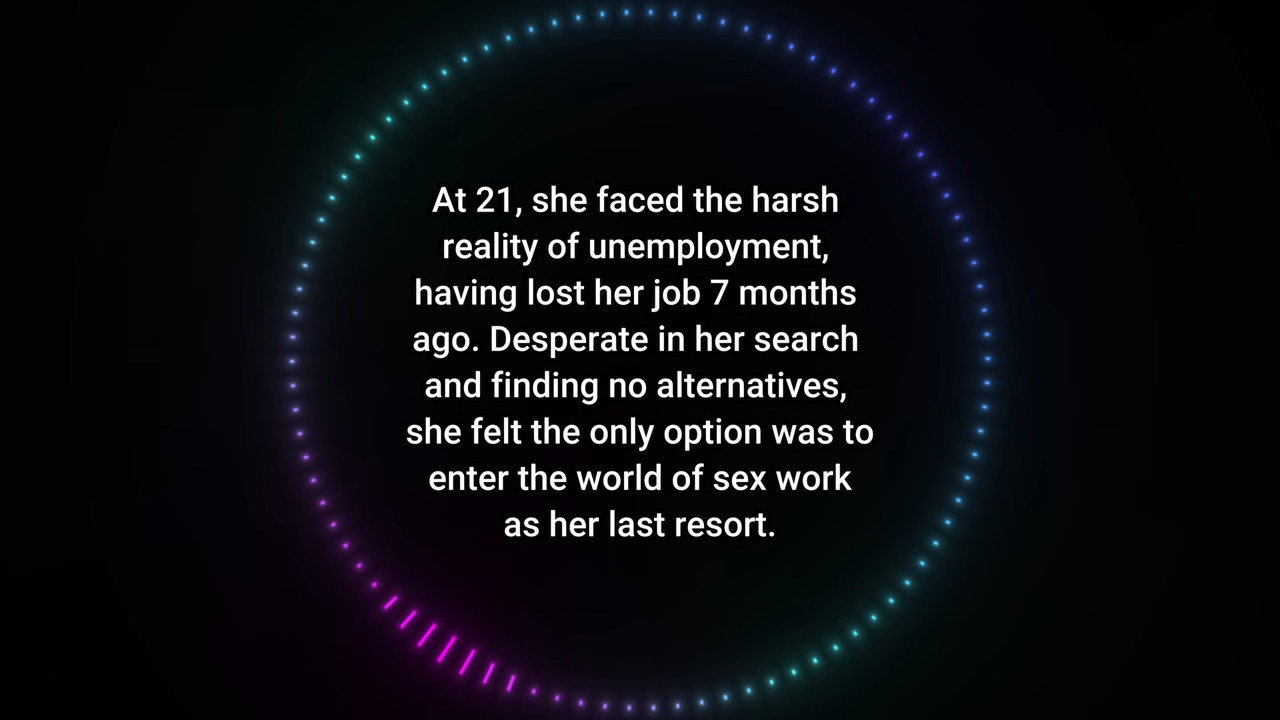 At 21, she faced the harsh
reality of unemployment,
having lost her job 7 months
ago. Desperate in her search
and finding no alternatives,
she felt the only option was to
enter the world of sex work
as her last resort.